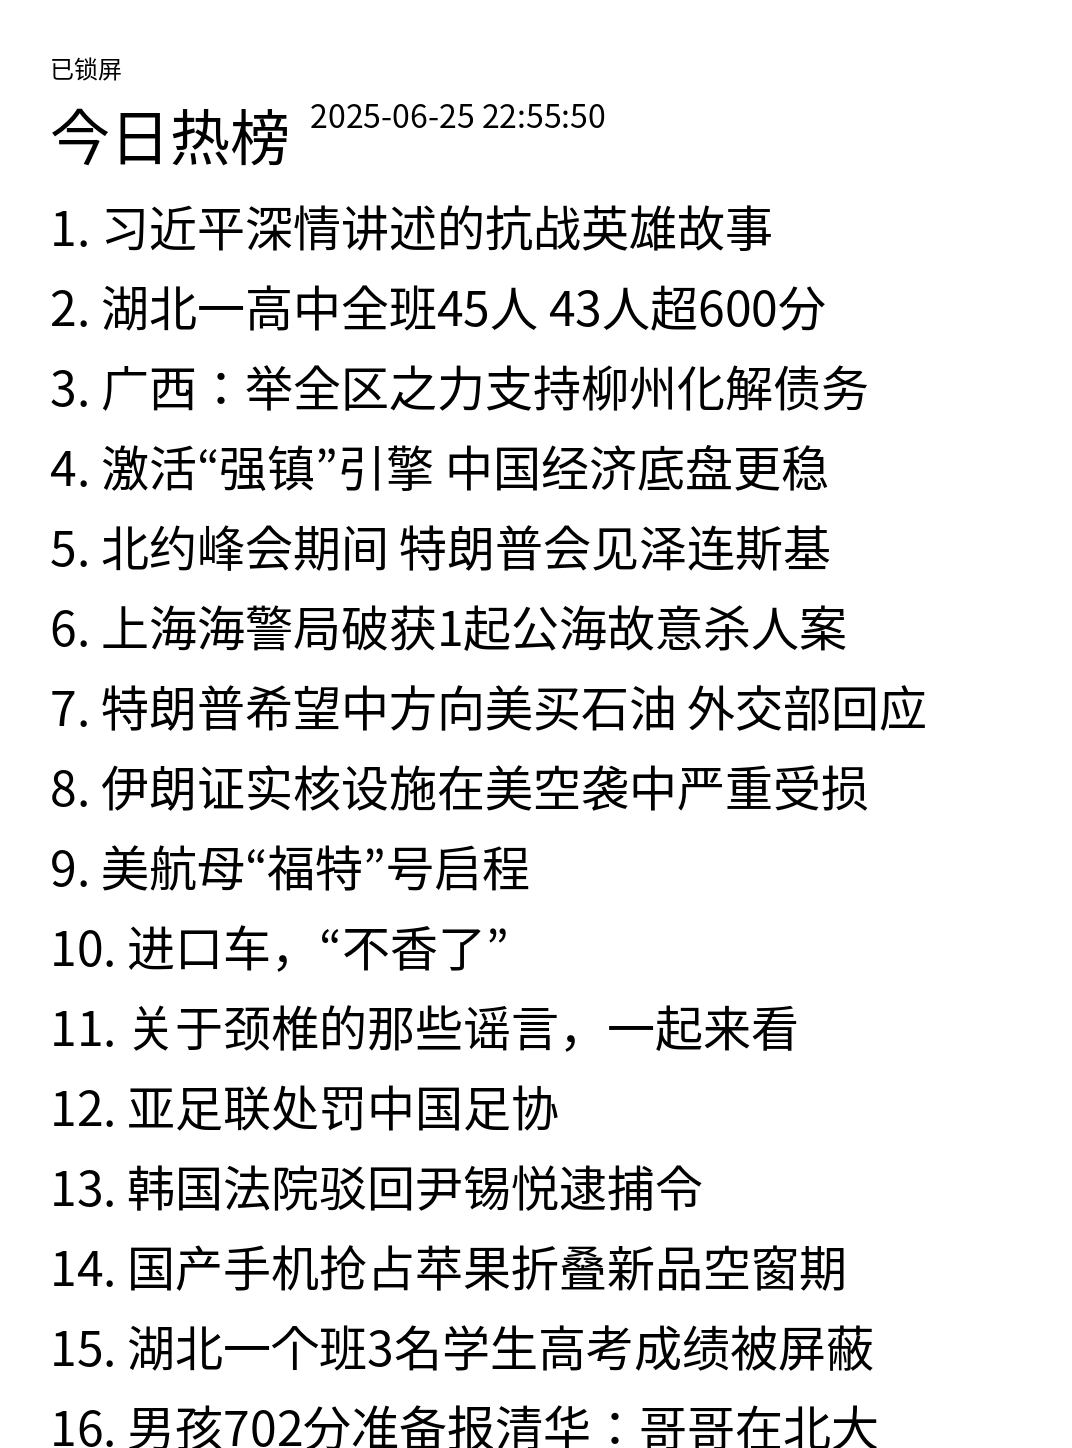 已锁屏
今日热榜 2025-06-25 22:55:50
1. 习近平深情讲述的抗战英雄故事
2. 湖北一高中全班45人 43人超600分
3. 广西：举全区之力支持柳州化解债务
4. 激活“强镇”引擎 中国经济底盘更稳
5. 北约峰会期间 特朗普会见泽连斯基
6. 上海海警局破获1起公海故意杀人案
7. 特朗普希望中方向美买石油 外交部回应
8. 伊朗证实核设施在美空袭中严重受损
9. 美航母“福特”号启程
10. 进口车，“不香了”
11. 关于颈椎的那些谣言，一起来看
12. 亚足联处罚中国足协
13. 韩国法院驳回尹锡悦逮捕令
14. 国产手机抢占苹果折叠新品空窗期
15. 湖北一个班3名学生高考成绩被屏蔽
16. 男孩702分准备报清华：哥哥在北大